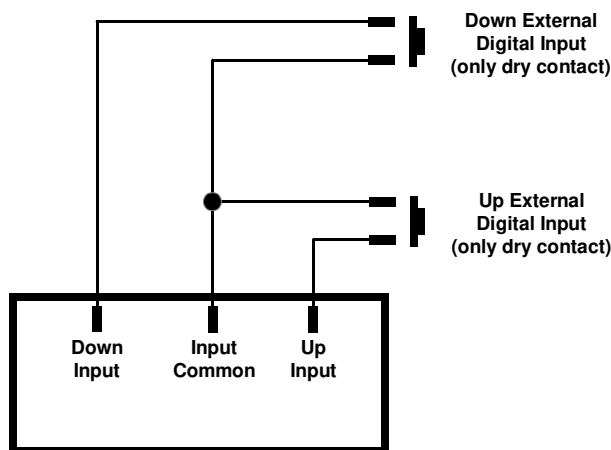 Down External
Digital Input
(only dry contact)
Up External
Digital Input
(only dry contact)
Down
Input
Input
Common
Up
Input